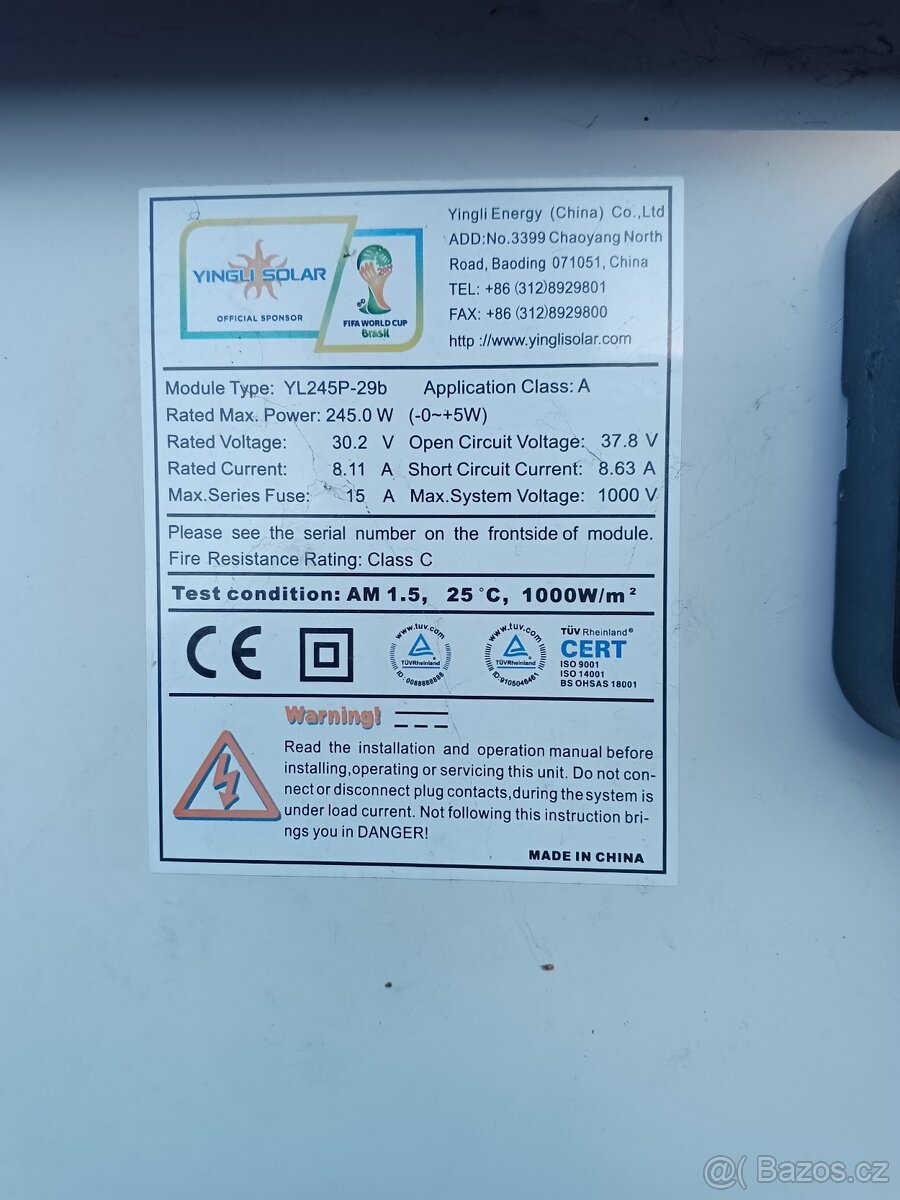 YINGLI SOLAR
OFFICIAL SPONSOR
FIFA WORLD CUP
Brasil
Yingli Energy (China) Co.,Ltd
ADD:No.3399 Chaoyang North
Road, Baoding 071051, China
TEL: +86 (312)8929801
FAX: +86 (312)8929800
http://www.yinglisolar.com
Module Type: YL245P-29b Application Class: A
Rated Max. Power: 245.0 W (-0~+5W)
Rated Voltage: 30.2 V Open Circuit Voltage: 37.8 V
Rated Current: 8.11 A Short Circuit Current: 8.63 A
Max.Series Fuse: 15 A Max.System Voltage: 1000 V
Please see the serial number on the frontside of module.
Fire Resistance Rating: Class C
Test condition: AM 1.5, 25 °C, 1000W/m²
CE
www.tuv.com
TÜVRheinland
ID:0088888888
www.tuv.com
TÜVRheinland
ID:9105046461
TÜV Rheinland®
CERT
ISO 9001
ISO 14001
BS OHSAS 18001
Warning!
Read the installation and operation manual before
installing,operating or servicing this unit. Do not con-
nect or disconnect plug contacts,during the system is
under load current. Not following this instruction bri-
ngs you in DANGER!
MADE IN CHINA
@ Bazos.cz